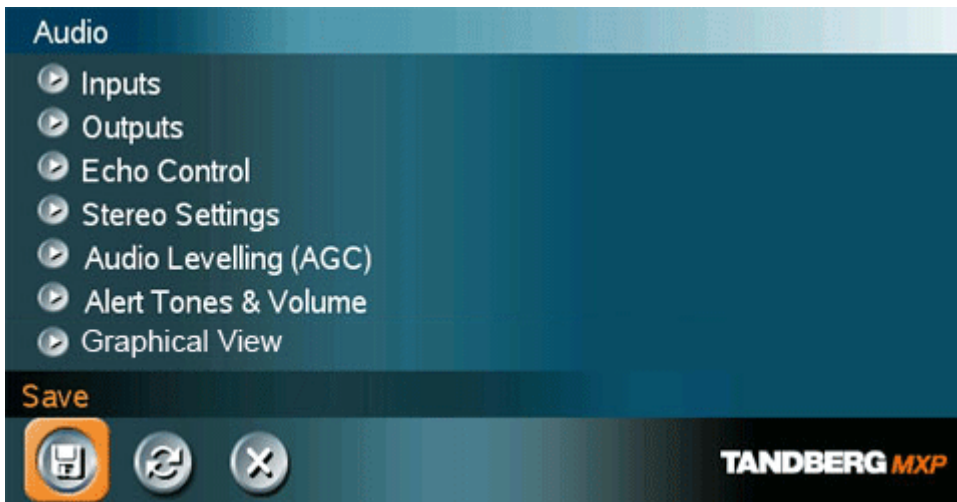 Audio
Inputs
Outputs
Echo Control
Stereo Settings
Audio Levelling (AGC)
Alert Tones & Volume
Graphical View
Save
TANDBERG MXP